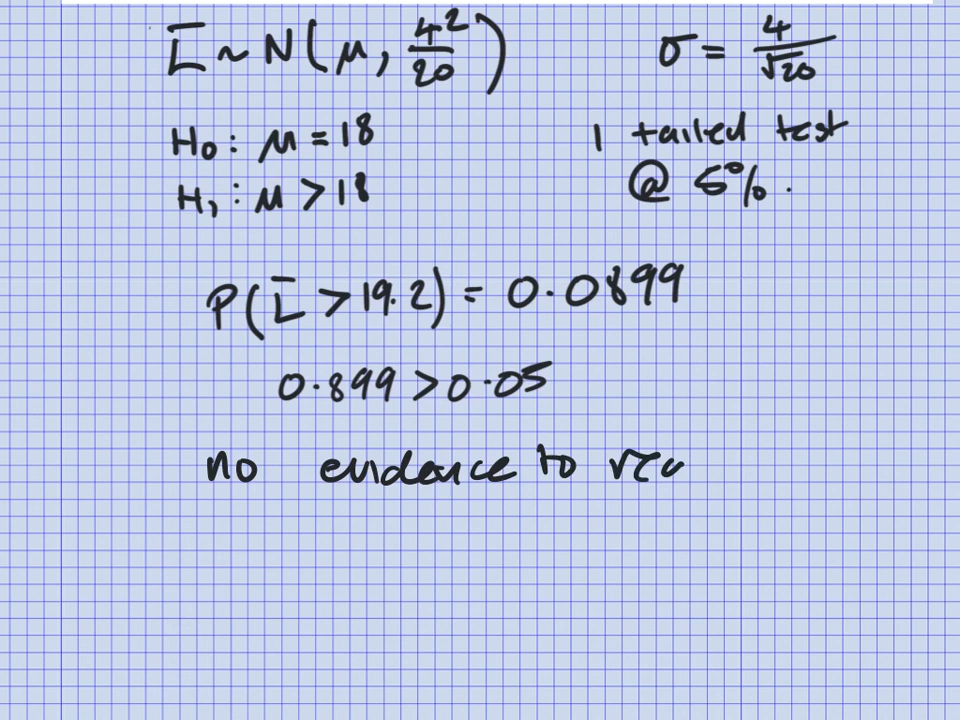 L̄ ~ N(μ, 4²/20) σ = 4/√20
H₀ : μ = 18 1 tailed test
H₁ : μ > 18 @ 5%.
P(L̄ > 19.2) = 0.0899
0.899 > 0.05
no evidence to